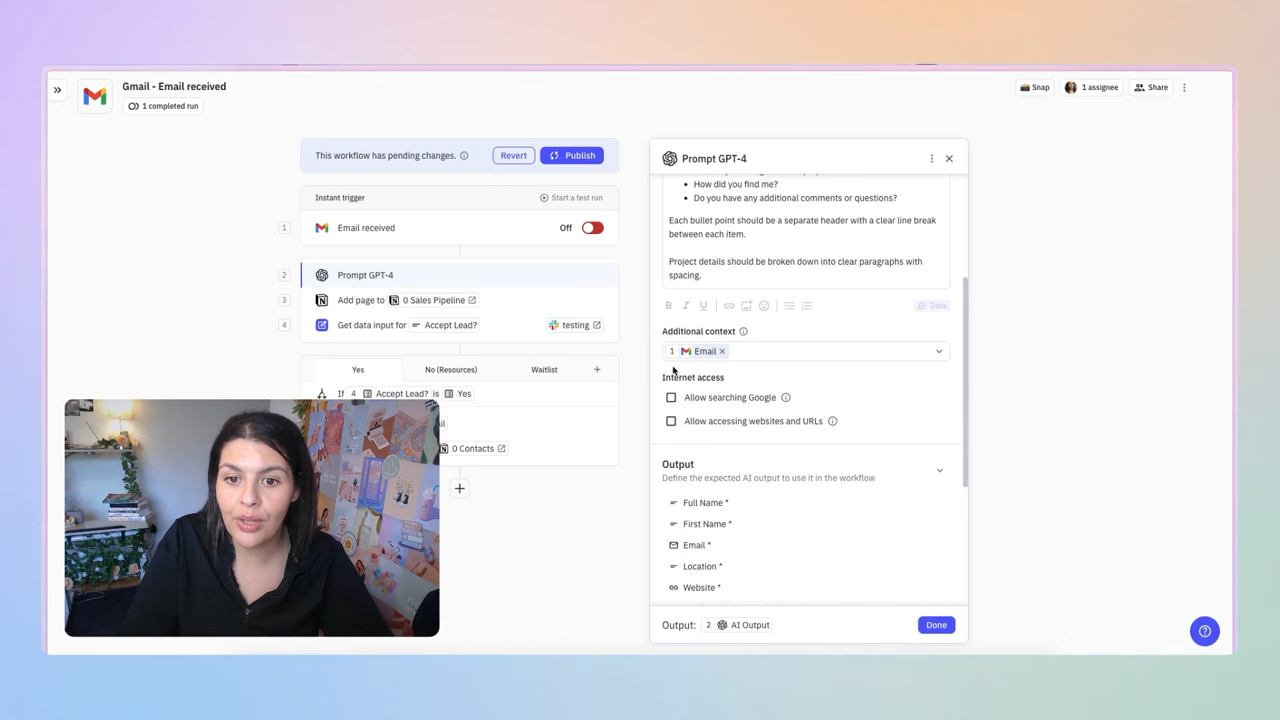 Gmail - Email received
1 completed run
Snap
1 assignee
Share
This workflow has pending changes.
Revert
Publish
Instant trigger
Start a test run
1
Email received
Off
2
Prompt GPT-4
3
Add page to 0 Sales Pipeline
4
Get data input for Accept Lead?
testing
Yes
No (Resources)
Waitlist
If 4 Accept Lead? is Yes
0 Contacts
Prompt GPT-4
How did you find me?
Do you have any additional comments or questions?
Each bullet point should be a separate header with a clear line break
between each item.
Project details should be broken down into clear paragraphs with
spacing.
B I U
Data
Additional context
1 Email
Internet access
Allow searching Google
Allow accessing websites and URLs
Output
Define the expected AI output to use it in the workflow
Full Name *
First Name *
Email *
Location *
Website *
Output: 2 AI Output
Done